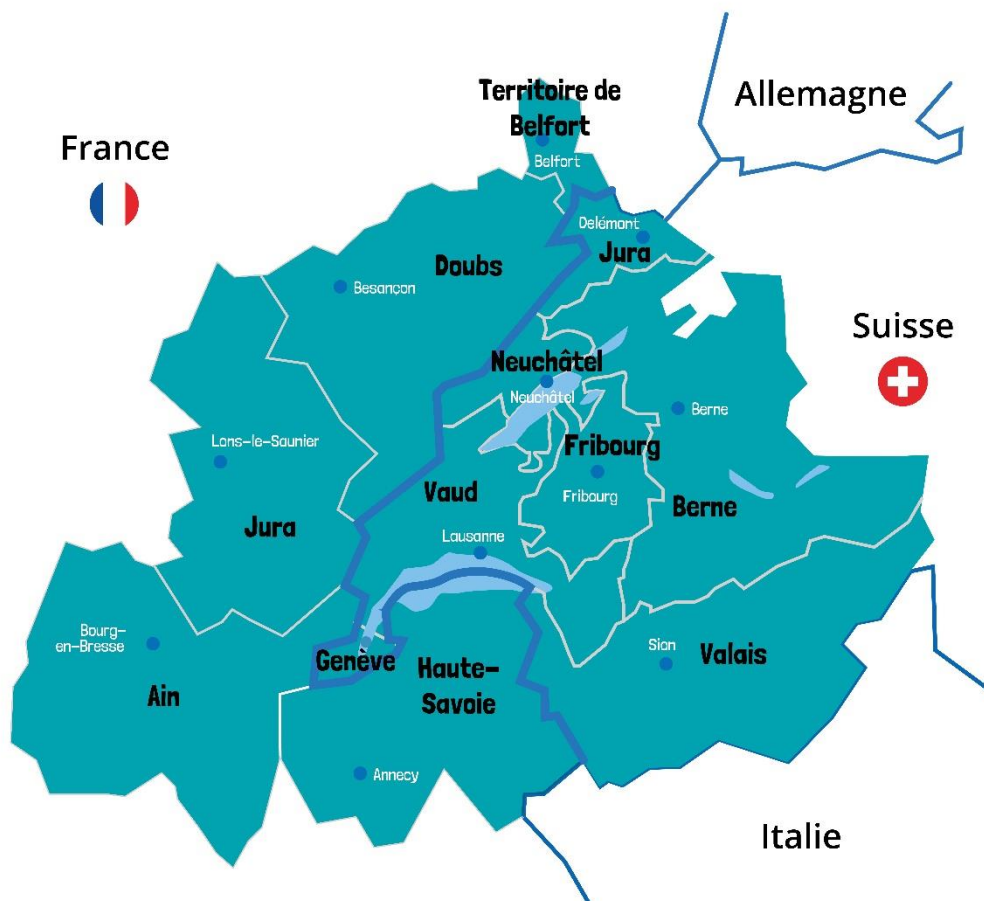 Territoire de
Belfort
Belfort
Allemagne
France
Delémont
Jura
Doubs
Besançon
Suisse
Neuchâtel
Neuchâtel
Berne
Lons-le-Saunier
Fribourg
Fribourg
Vaud
Berne
Jura
Lausanne
Bourg-
en-Bresse
Ain
Genève
Haute-
Savoie
Sion
Valais
Annecy
Italie